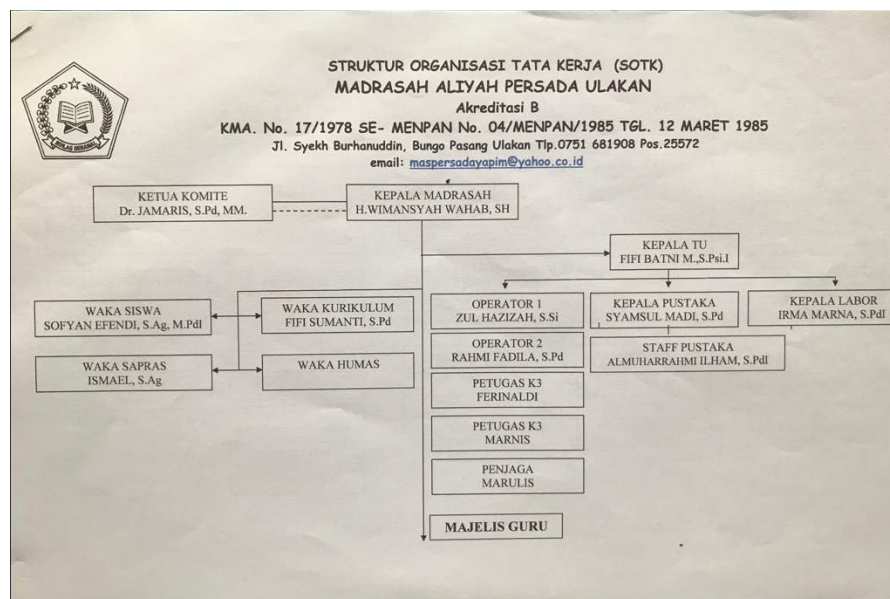 STRUKTUR ORGANISASI TATA KERJA (SOTK)
MADRASAH ALIYAH PERSADA ULAKAN
Akreditasi B
KMA. No. 17/1978 SE- MENPAN No. 04/MENPAN/1985 TGL. 12 MARET 1985
Jl. Syekh Burhanuddin, Bungo Pasang Ulakan Tlp.0751 681908 Pos.25572
email: maspersadayapim@yahoo.co.id
IKHLAS BERAMAL
KETUA KOMITE
Dr. JAMARIS, S.Pd, MM.
KEPALA MADRASAH
H.WIMANSYAH WAHAB, SH
KEPALA TU
FIFI BATNI M.,S.Psi.I
WAKA SISWA
SOFYAN EFENDI, S.Ag, M.PdI
WAKA KURIKULUM
FIFI SUMANTI, S.Pd
OPERATOR 1
ZUL HAZIZAH, S.Si
KEPALA PUSTAKA
SYAMSUL MADI, S.Pd
KEPALA LABOR
IRMA MARNA, S.PdI
WAKA SAPRAS
ISMAEL, S.Ag
WAKA HUMAS
OPERATOR 2
RAHMI FADILA, S.Pd
STAFF PUSTAKA
ALMUHARRAHMI ILHAM, S.PdI
PETUGAS K3
FERINALDI
PETUGAS K3
MARNIS
PENJAGA
MARULIS
MAJELIS GURU